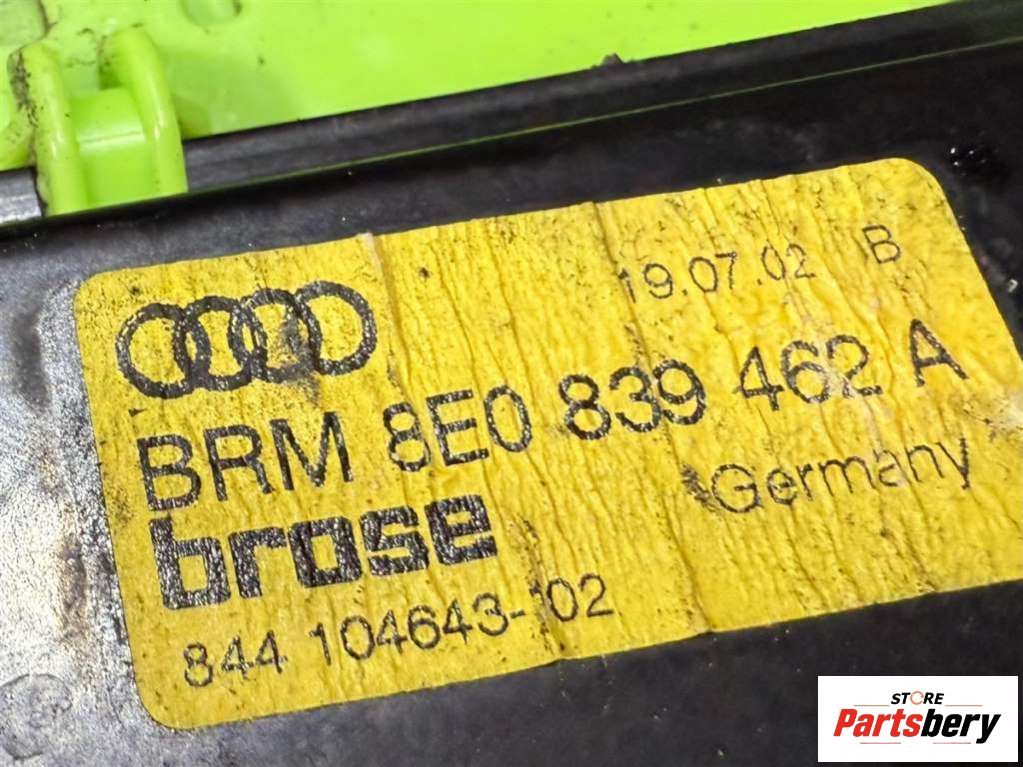 19.07.02 B
BRM 8E0 839 462 A
brose Germany
844 104643-102
STORE
Partsbery